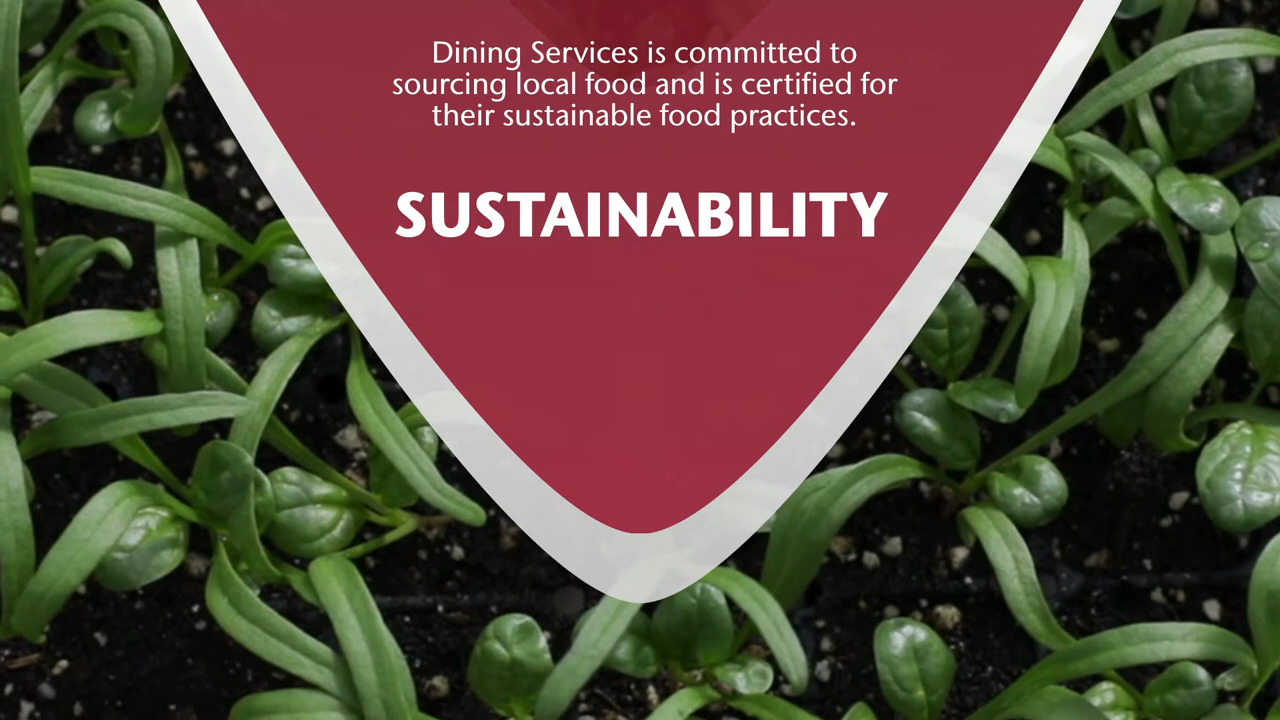 Dining Services is committed to
sourcing local food and is certified for
their sustainable food practices.
SUSTAINABILITY